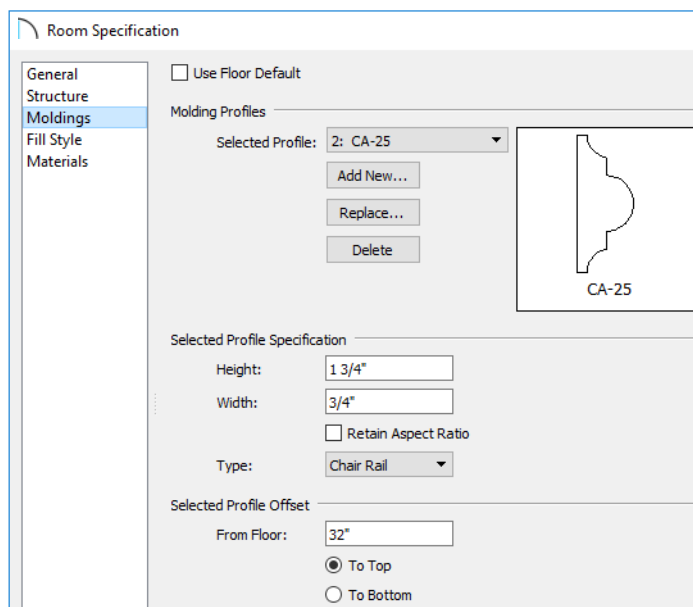 Room Specification
General
Structure
Moldings
Fill Style
Materials
Use Floor Default
Molding Profiles
Selected Profile: 2: CA-25
Add New...
Replace...
Delete
CA-25
Selected Profile Specification
Height: 1 3/4"
Width: 3/4"
Retain Aspect Ratio
Type: Chair Rail
Selected Profile Offset
From Floor: 32"
To Top
To Bottom